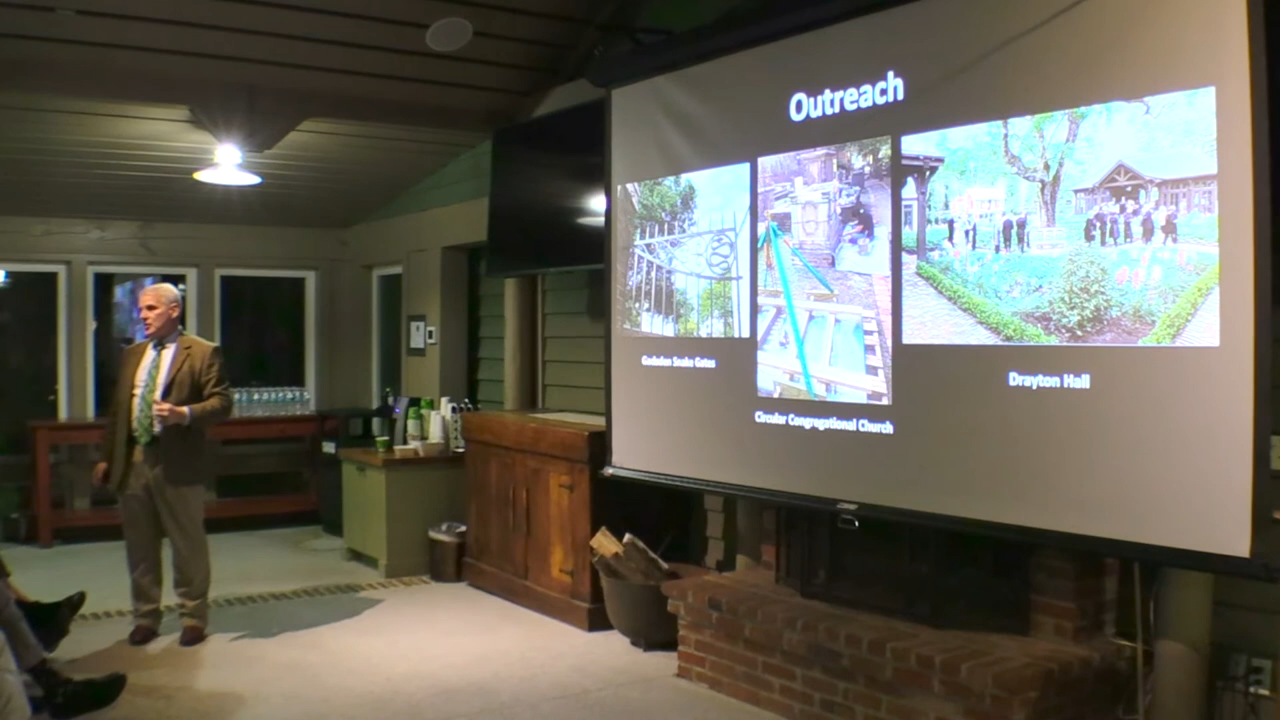 Outreach
Gadsden Snake Gates
Circular Congregational Church
Drayton Hall